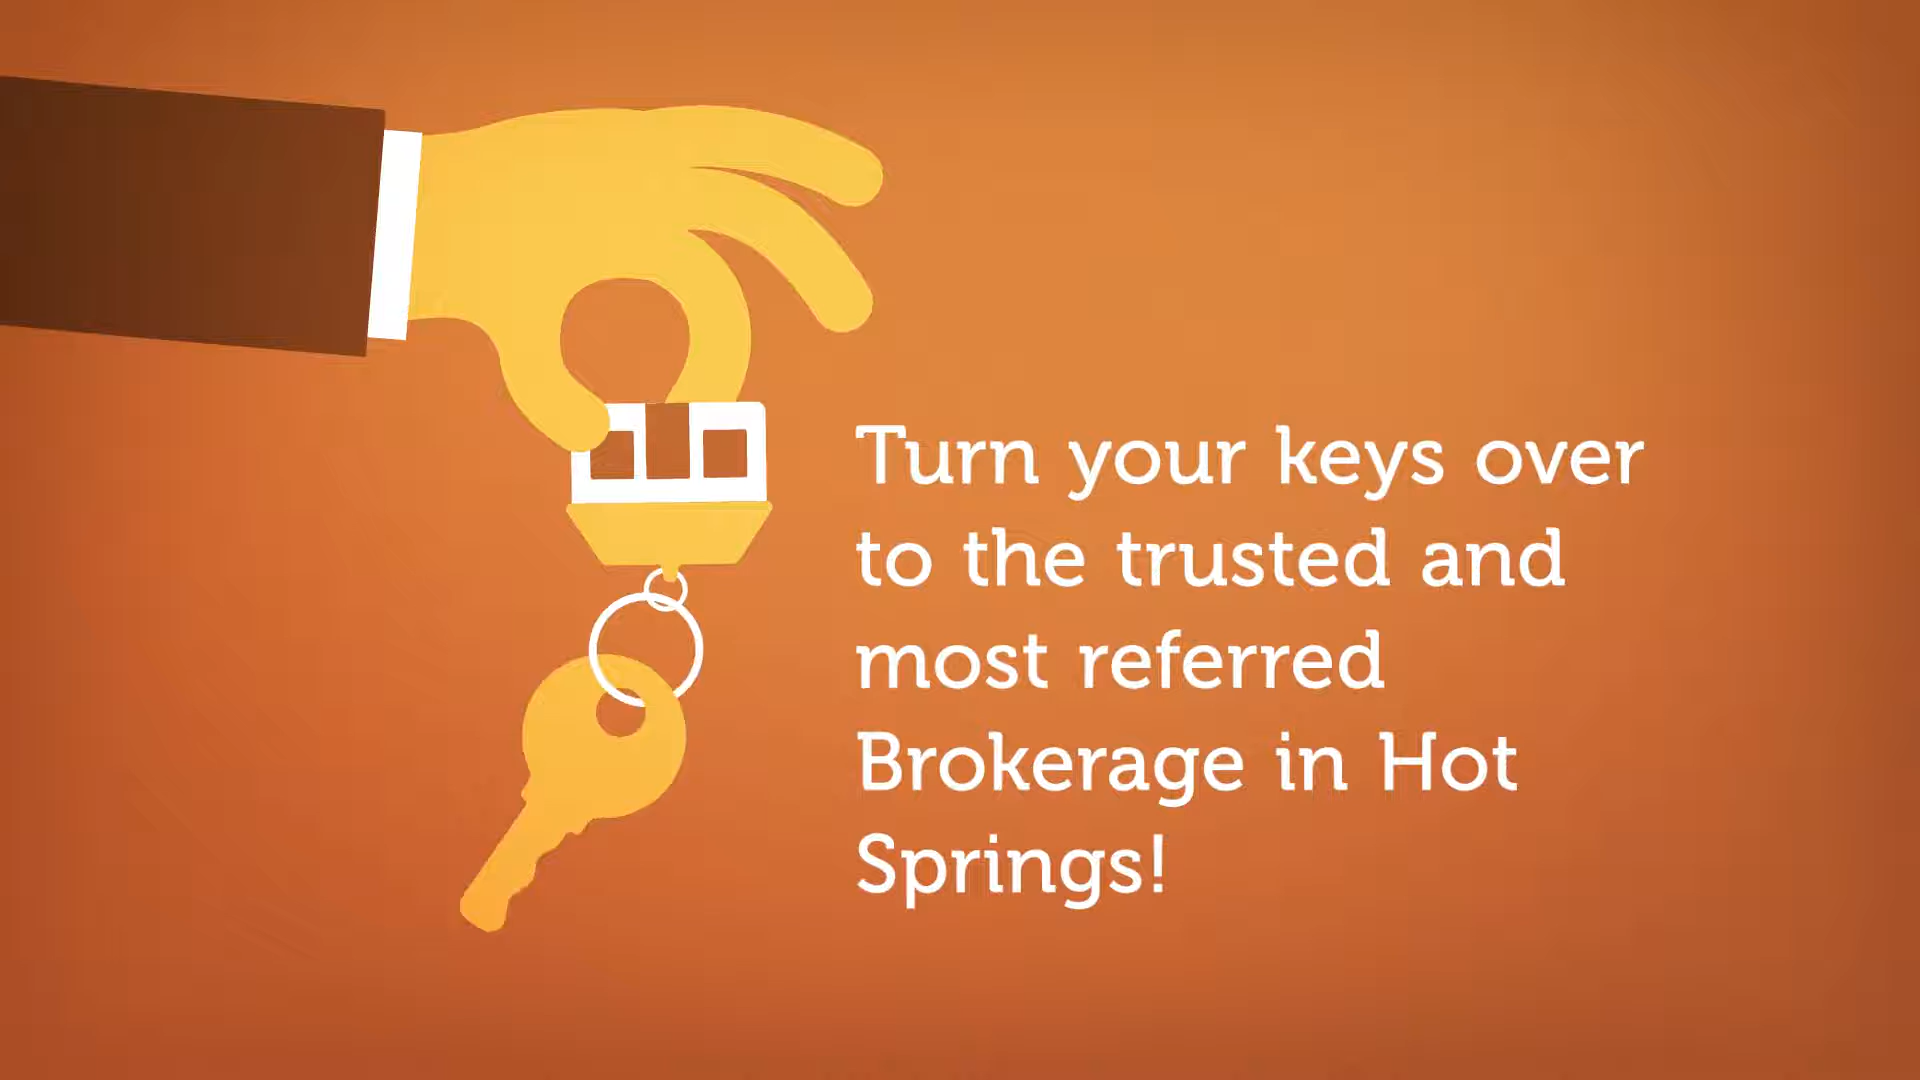 Turn your keys over
to the trusted and
most referred
Brokerage in Hot
Springs!